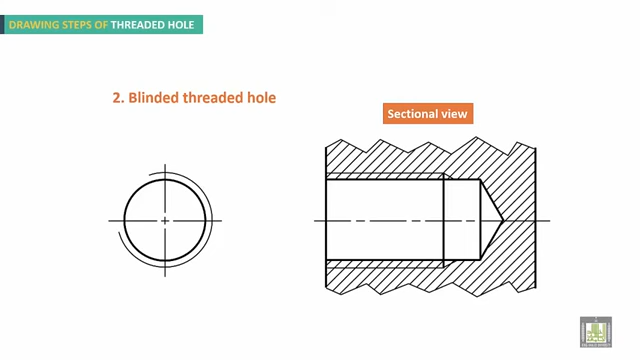 DRAWING STEPS OF THREADED HOLE
2. Blinded threaded hole
Sectional view